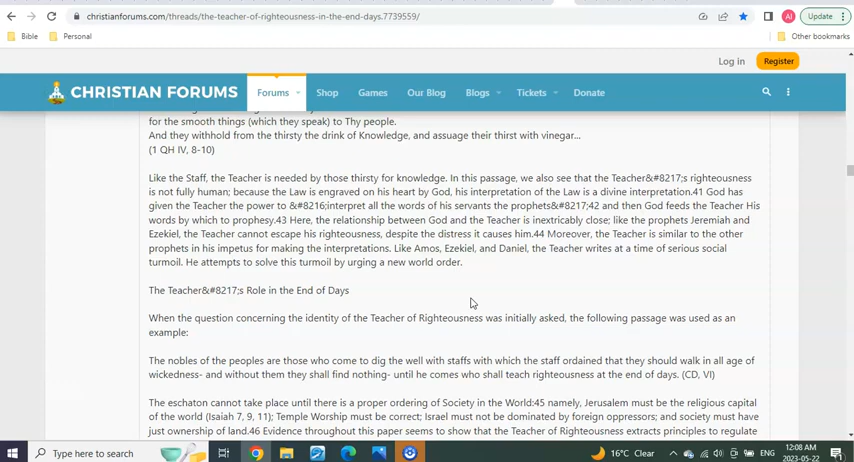 christianforums.com/threads/the-teacher-of-righteousness-in-the-end-days.7739559/
AI
Update
Bible
Personal
Other bookmarks
Log in
Register
CHRISTIAN FORUMS
Forums
Shop
Games
Our Blog
Blogs
Tickets
Donate
for the smooth things (which they speak) to Thy people.
And they withhold from the thirsty the drink of Knowledge, and assuage their thirst with vinegar...
(1 QH IV, 8-10)
Like the Staff, the Teacher is needed by those thirsty for knowledge. In this passage, we also see that the Teacher&#8217;s righteousness
is not fully human; because the Law is engraved on his heart by God, his interpretation of the Law is a divine interpretation.41 God has
given the Teacher the power to &#8216;interpret all the words of his servants the prophets&#8217;42 and then God feeds the Teacher His
words by which to prophesy.43 Here, the relationship between God and the Teacher is inextricably close; like the prophets Jeremiah and
Ezekiel, the Teacher cannot escape his righteousness, despite the distress it causes him.44 Moreover, the Teacher is similar to the other
prophets in his impetus for making the interpretations. Like Amos, Ezekiel, and Daniel, the Teacher writes at a time of serious social
turmoil. He attempts to solve this turmoil by urging a new world order.
The Teacher&#8217;s Role in the End of Days
When the question concerning the identity of the Teacher of Righteousness was initially asked, the following passage was used as an
example:
The nobles of the peoples are those who come to dig the well with staffs with which the staff ordained that they should walk in all age of
wickedness- and without them they shall find nothing- until he comes who shall teach righteousness at the end of days. (CD, VI)
The eschaton cannot take place until there is a proper ordering of Society in the World:45 namely, Jerusalem must be the religious capital
of the world (Isaiah 7, 9, 11); Temple Worship must be correct; Israel must not be dominated by foreign oppressors; and society must have
just ownership of land.46 Evidence throughout this paper seems to show that the Teacher of Righteousness extracts principles to regulate
Type here to search
16°C Clear
ENG
12:08 AM
2023-05-22